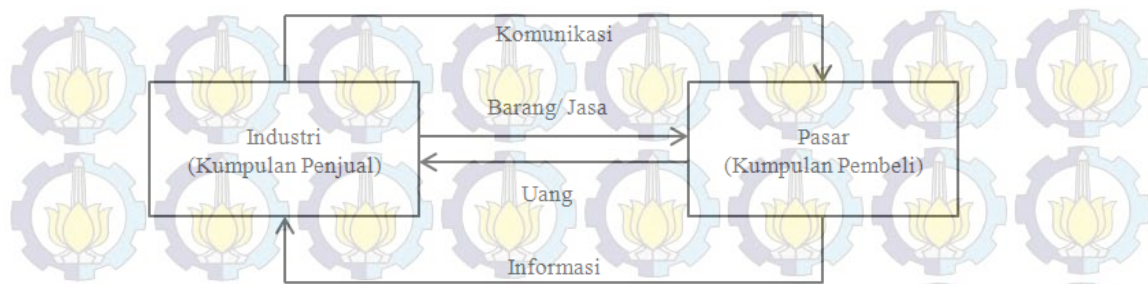 Komunikasi
Barang/ Jasa
Industri
(Kumpulan Penjual)
Pasar
(Kumpulan Pembeli)
Uang
Informasi